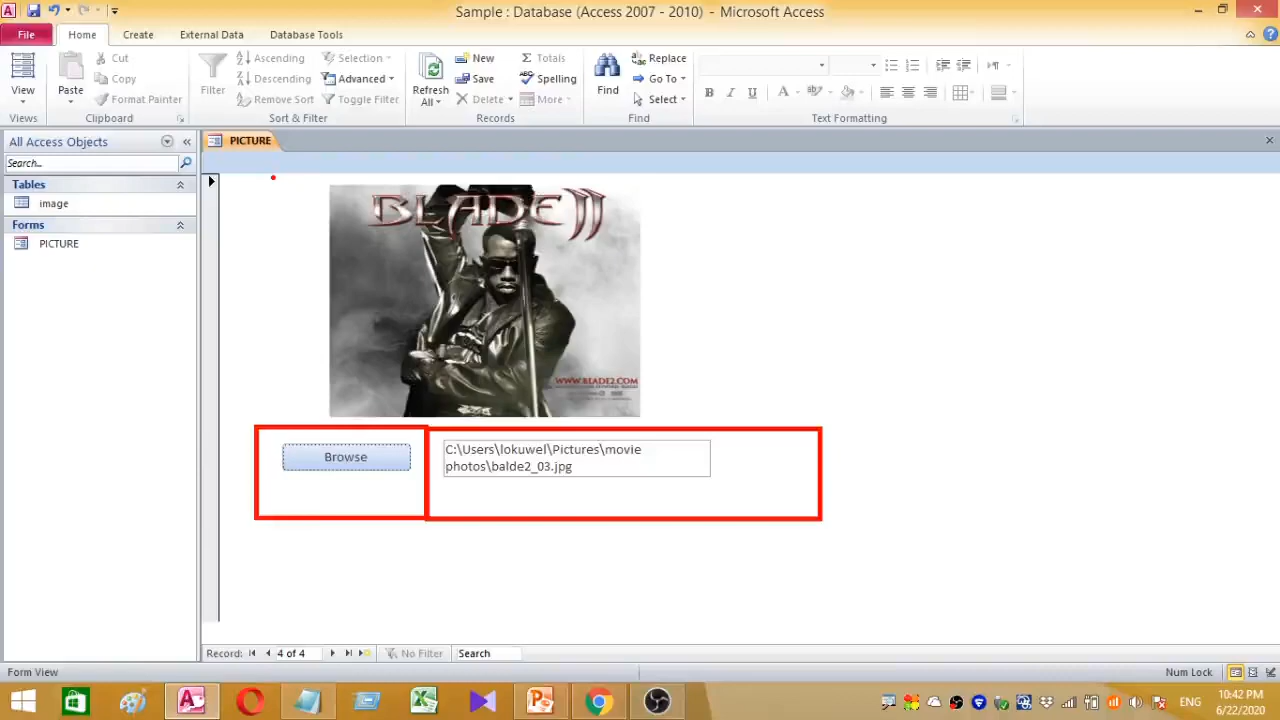 Sample : Database (Access 2007 - 2010) - Microsoft Access
File Home Create External Data Database Tools
View
Views
Paste
Cut
Copy
Format Painter
Clipboard
Filter
Ascending
Descending
Remove Sort
Selection
Advanced
Toggle Filter
Sort & Filter
Refresh
All
New
Save
Delete
Totals
Spelling
More
Records
Find
Replace
Go To
Select
Find
B I U
A
Text Formatting
All Access Objects
Search...
Tables
image
Forms
PICTURE
PICTURE
BLADE II
WWW.BLADE2.COM
Browse
C:\Users\lokuwel\Pictures\movie
photos\balde2_03.jpg
Record: 4 of 4 No Filter Search
Form View
Num Lock
ENG
10:42 PM
6/22/2020